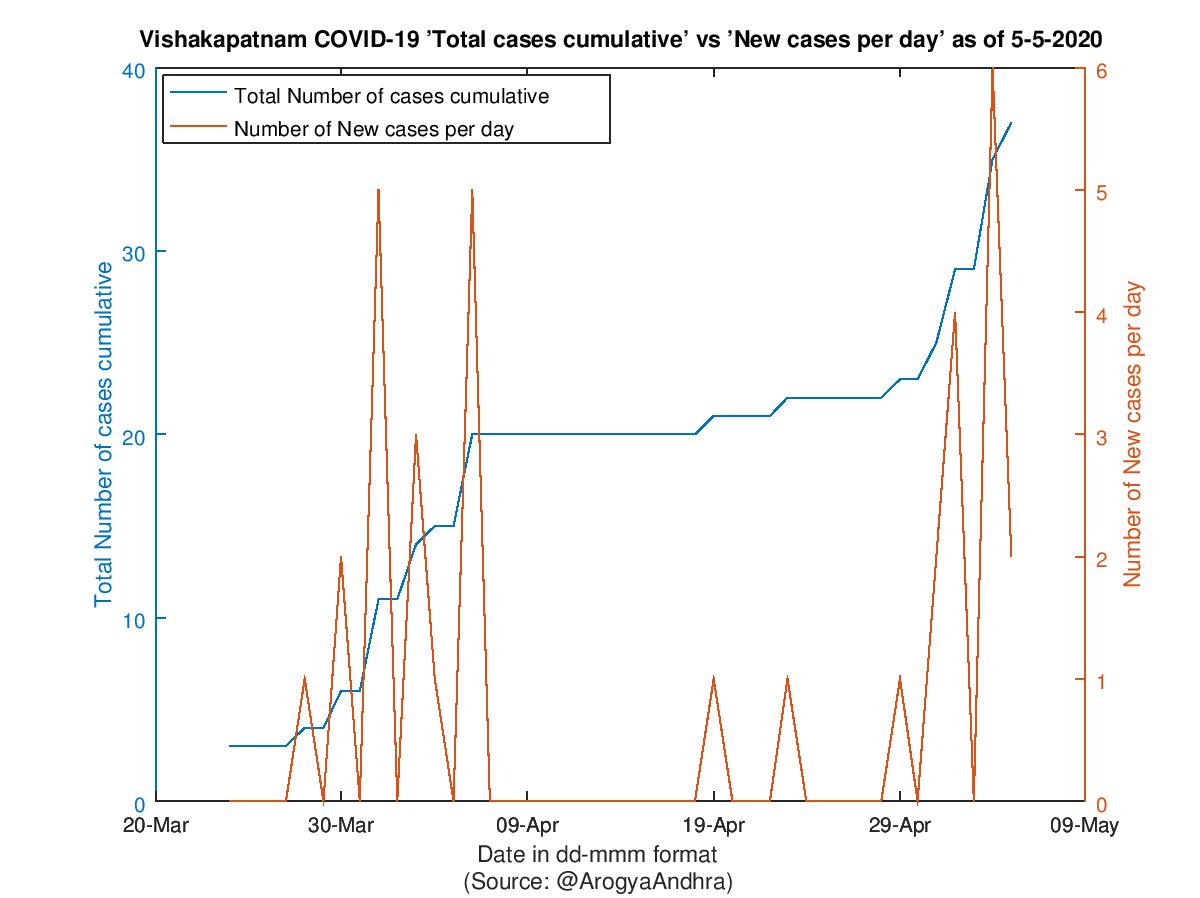 Vishakapatnam COVID-19 ’Total cases cumulative’ vs ’New cases per day’ as of 5-5-2020
Total Number of cases cumulative
Number of New cases per day
40
30
20
10
0
Total Number of cases cumulative
6
5
4
3
2
1
0
Number of New cases per day
20-Mar 30-Mar 09-Apr 19-Apr 29-Apr 09-May
Date in dd-mmm format
(Source: @ArogyaAndhra)